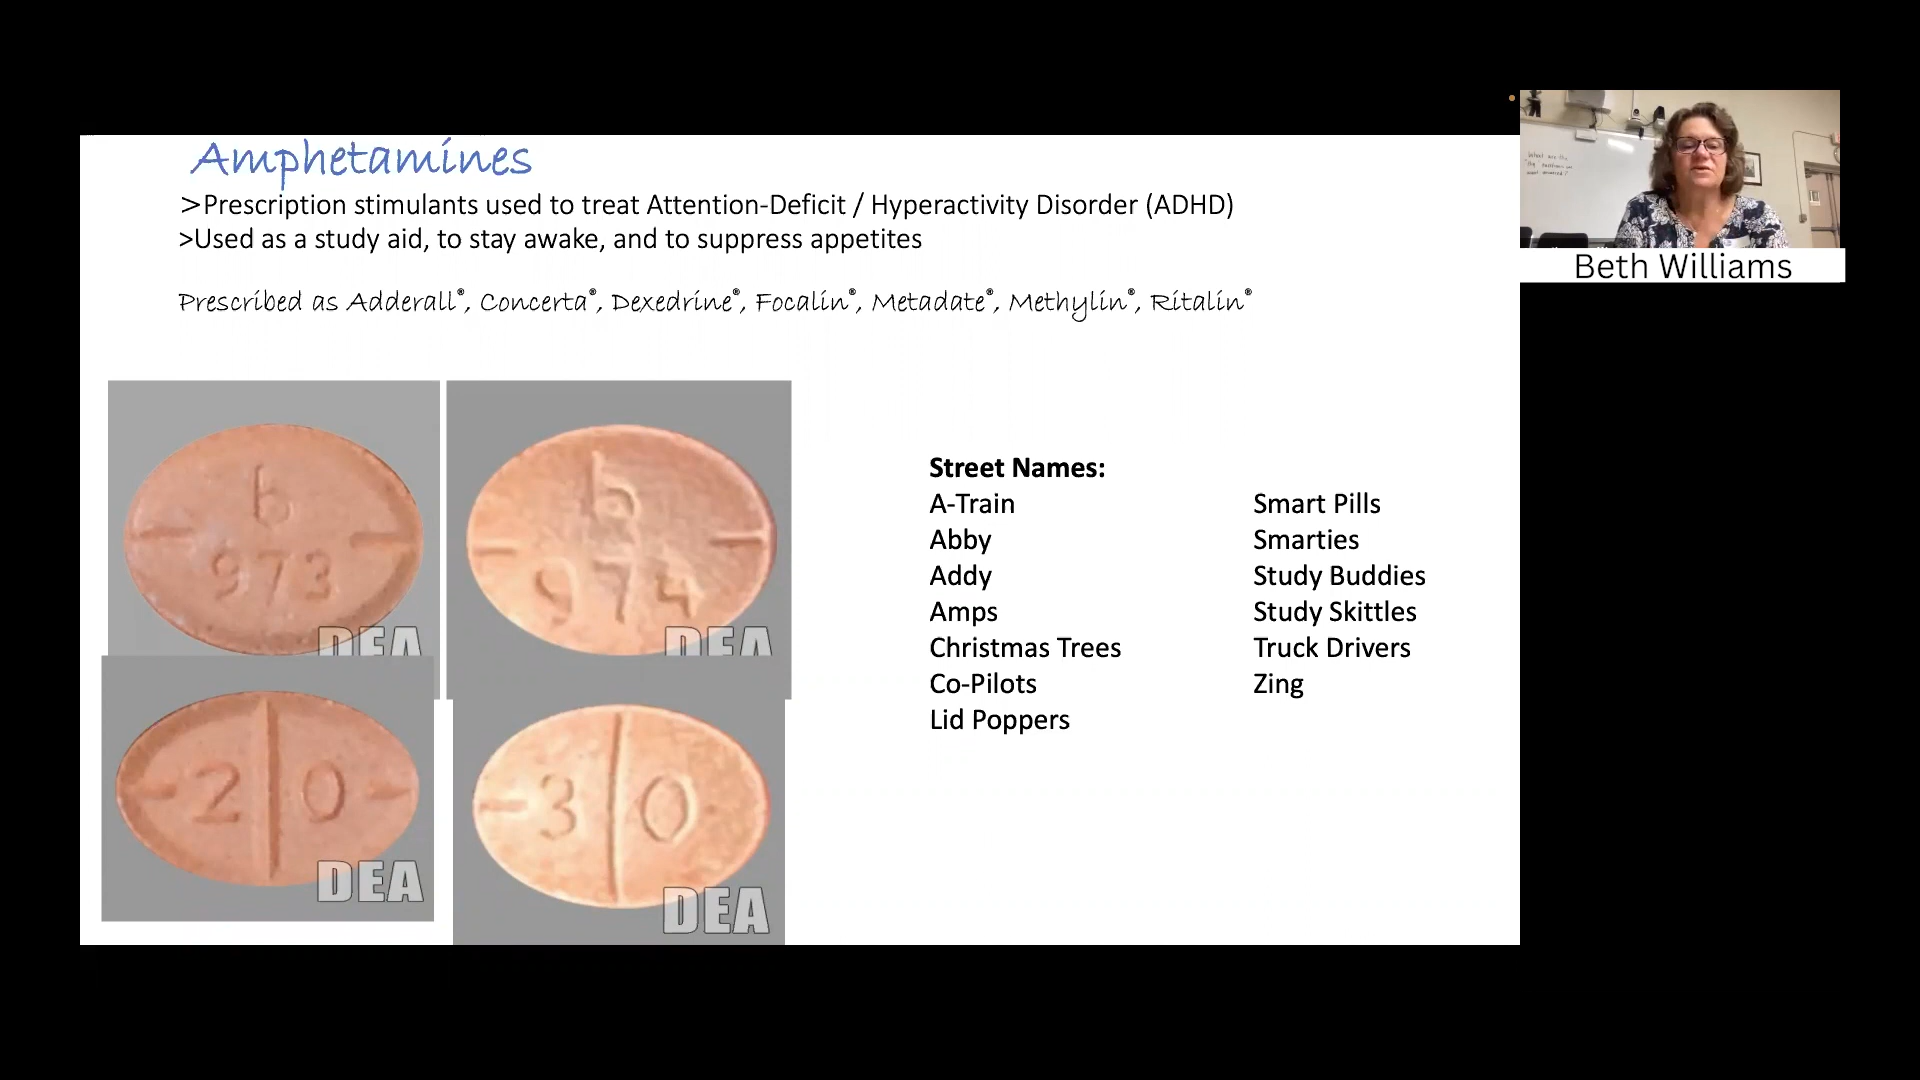 Amphetamines
>Prescription stimulants used to treat Attention-Deficit / Hyperactivity Disorder (ADHD)
>Used as a study aid, to stay awake, and to suppress appetites
Prescribed as Adderall®, Concerta®, Dexedrine®, Focalin®, Metadate®, Methylin®, Ritalin®
b
973
DEA
b
974
DEA
2 0
DEA
3 0
DEA
Street Names:
A-Train
Abby
Addy
Amps
Christmas Trees
Co-Pilots
Lid Poppers
Smart Pills
Smarties
Study Buddies
Study Skittles
Truck Drivers
Zing
Beth Williams